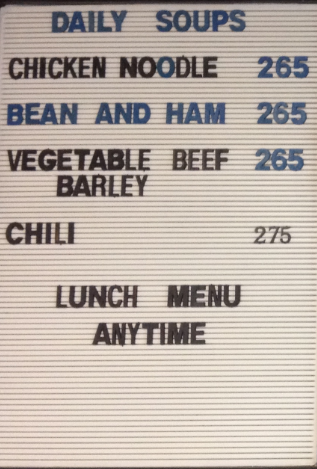 DAILY SOUPS
CHICKEN NOODLE 265
BEAN AND HAM 265
VEGETABLE BEEF 265
BARLEY
CHILI 275
LUNCH MENU
ANYTIME